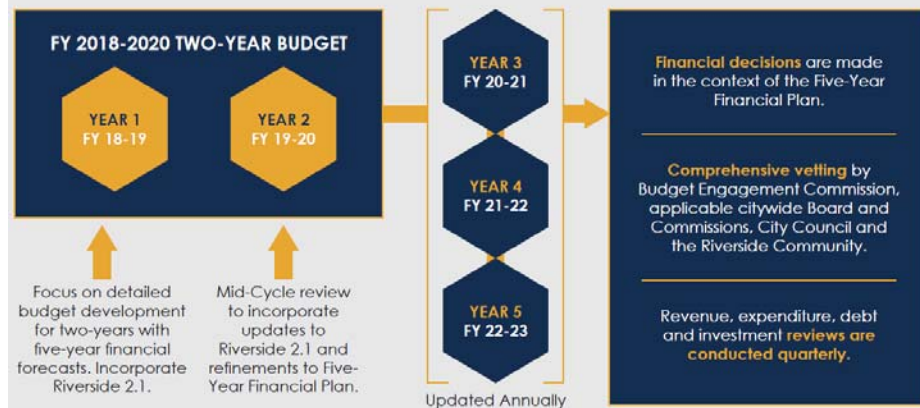 FY 2018-2020 TWO-YEAR BUDGET
YEAR 1
FY 18-19
YEAR 2
FY 19-20
Focus on detailed
budget development
for two-years with
five-year financial
forecasts. Incorporate
Riverside 2.1.
Mid-Cycle review
to incorporate
updates to
Riverside 2.1 and
refinements to Five-
Year Financial Plan.
YEAR 3
FY 20-21
YEAR 4
FY 21-22
YEAR 5
FY 22-23
Updated Annually
Financial decisions are made
in the context of the Five-Year
Financial Plan.
Comprehensive vetting by
Budget Engagement Commission,
applicable citywide Board and
Commissions, City Council and
the Riverside Community.
Revenue, expenditure, debt
and investment reviews are
conducted quarterly.